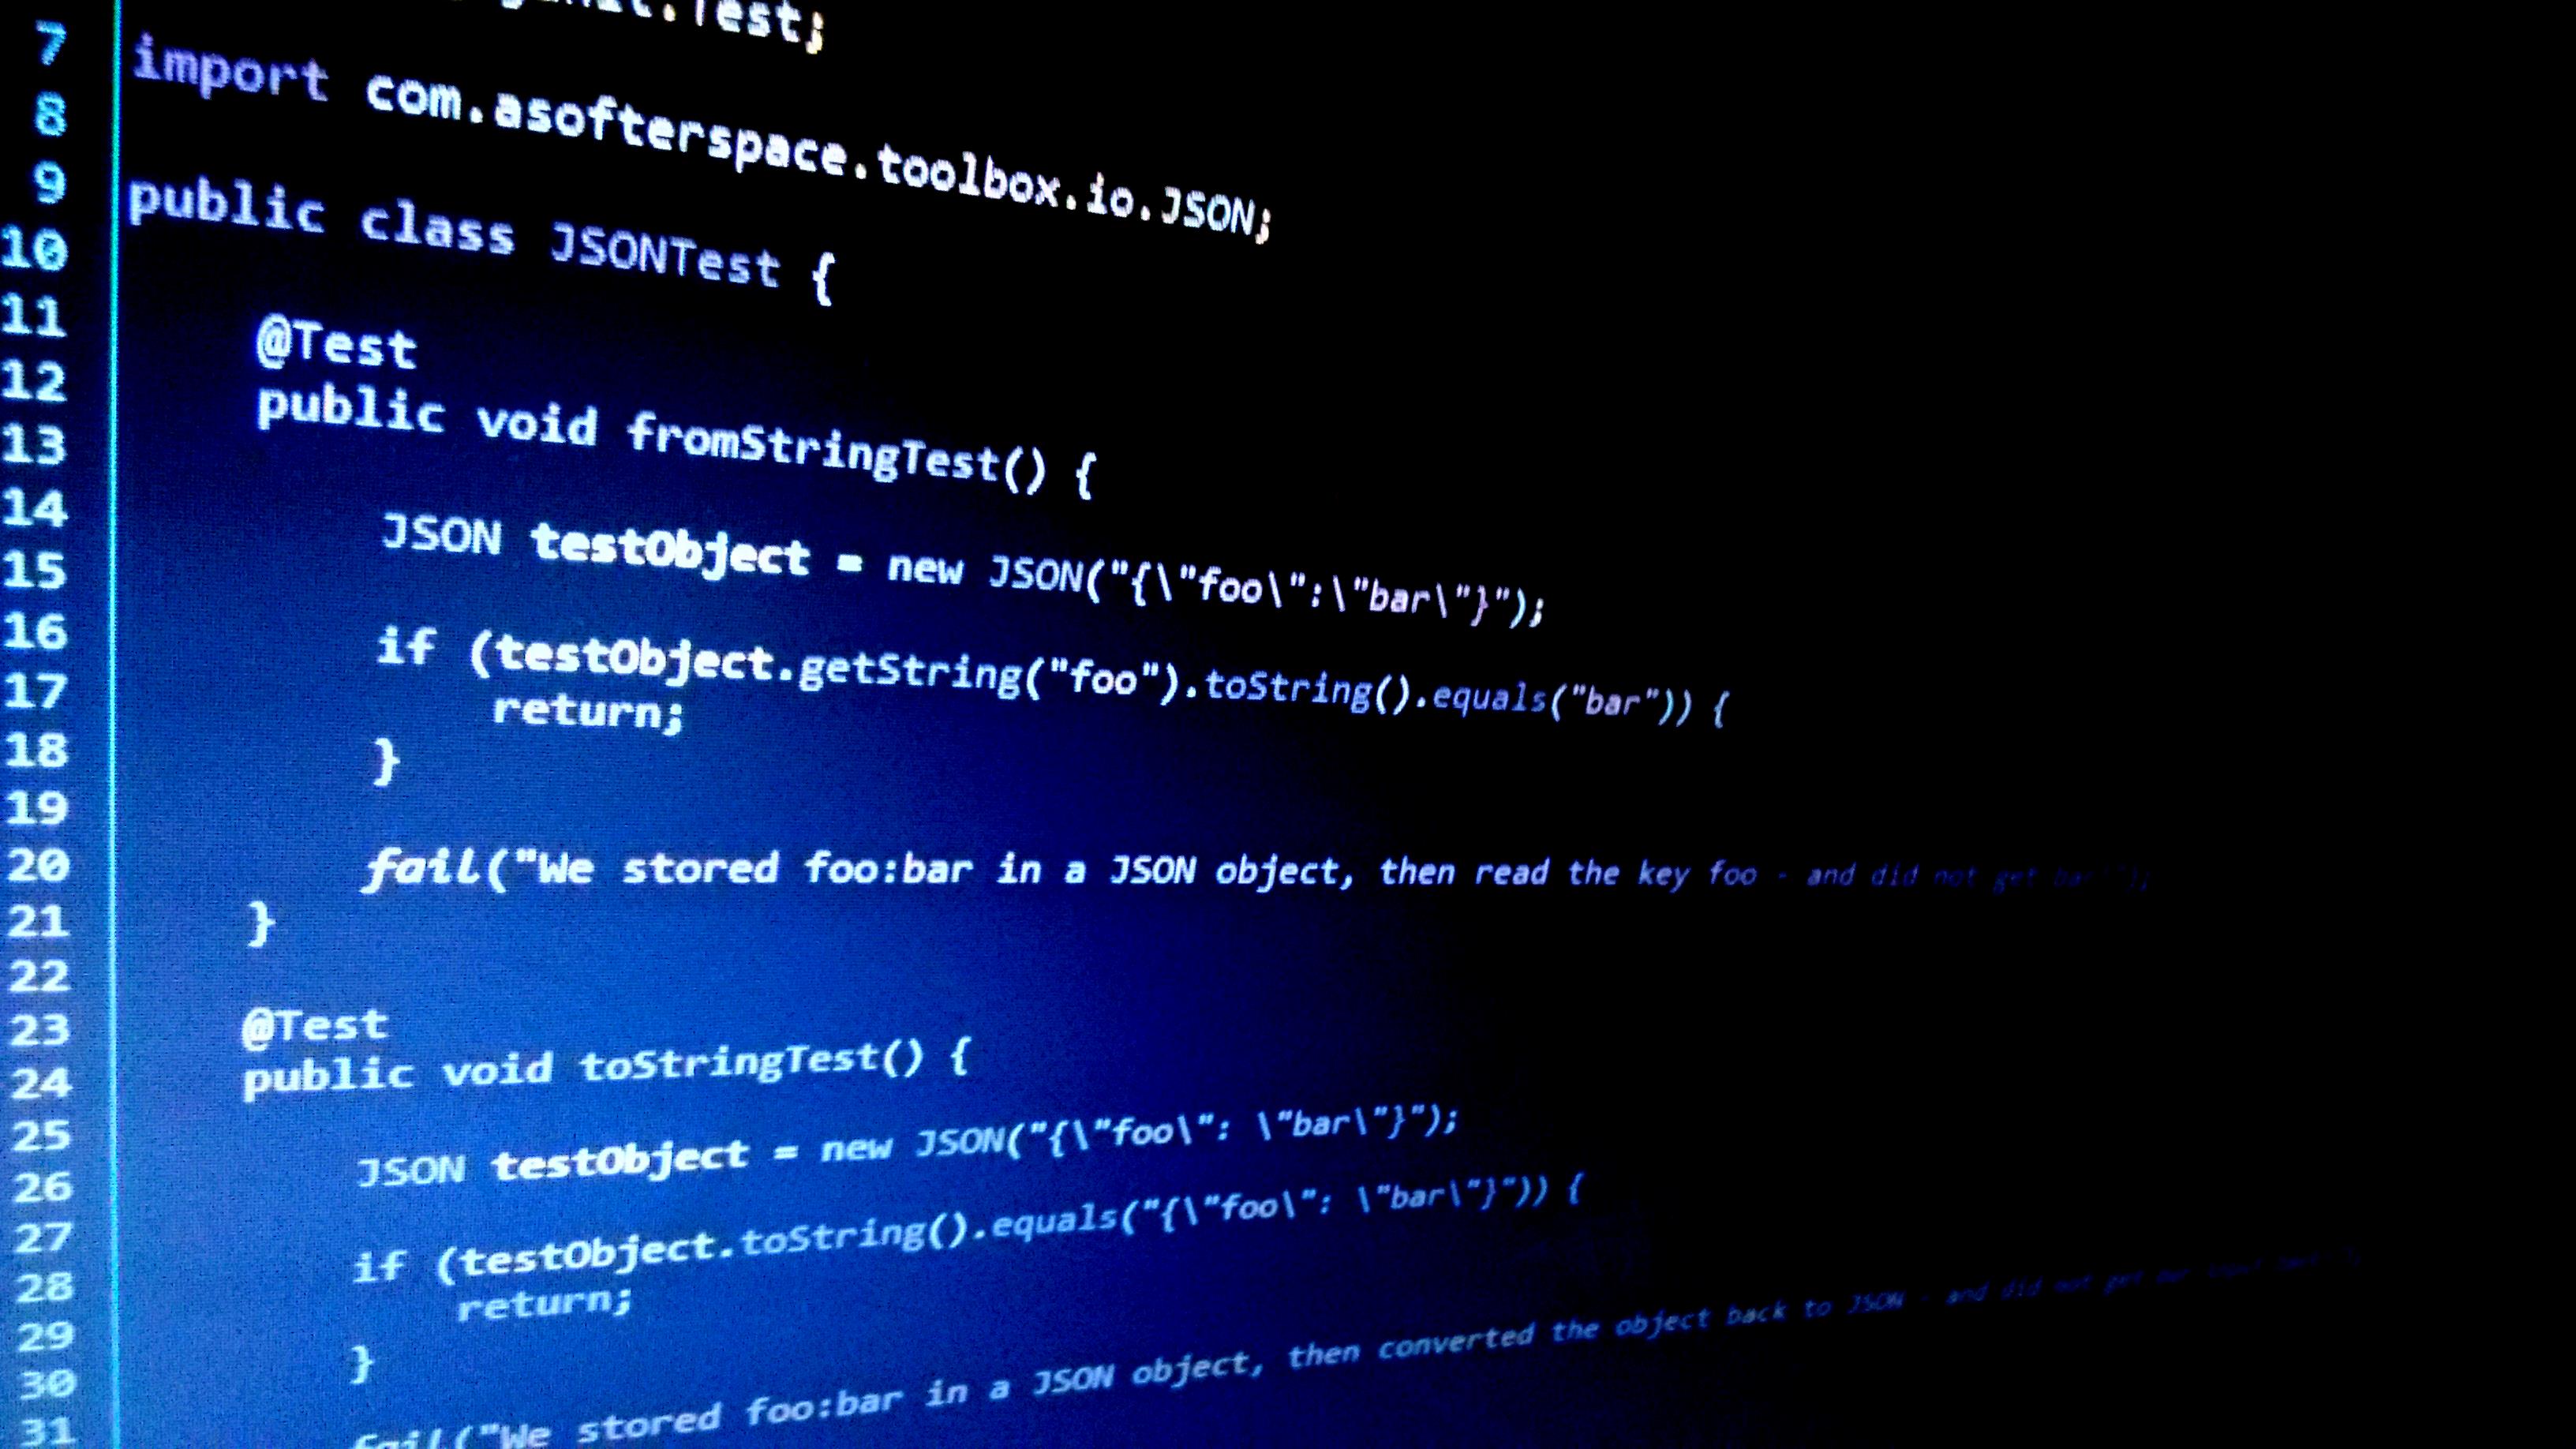 .Test;
7
import com.asofterspace.toolbox.io.JSON;
8
9
public class JSONTest {
10
11
@Test
12
public void fromStringTest() {
13
14
JSON testObject = new JSON("{\"foo\":\"bar\"}");
15
16
if (testObject.getString("foo").toString().equals("bar")) {
17
return;
18
}
19
20
fail("We stored foo:bar in a JSON object, then read the key foo - and did not get bar!");
21
}
22
23
@Test
24
public void toStringTest() {
25
JSON testObject = new JSON("{\"foo\": \"bar\"}");
26
27
if (testObject.toString().equals("{\"foo\": \"bar\"}")) {
28
return;
29
}
30
31
fail("We stored foo:bar in a JSON object, then converted the object back to JSON - and did not get our